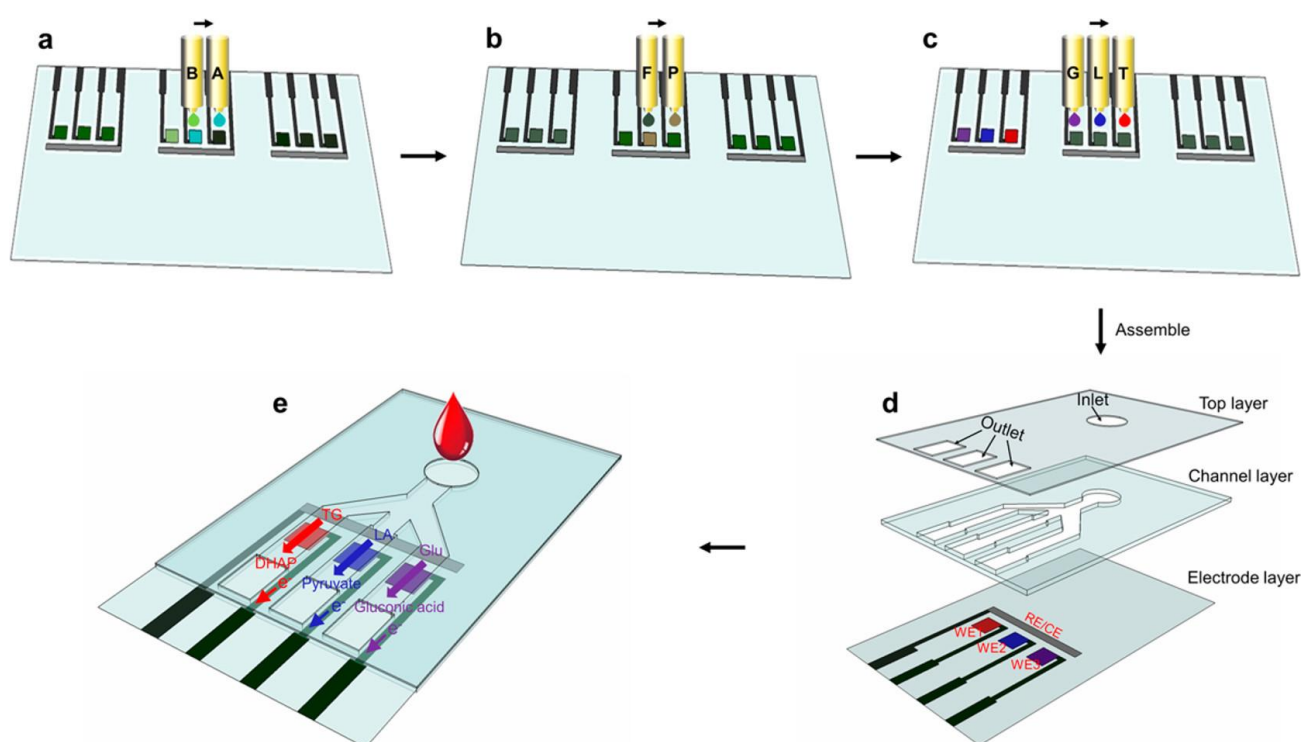 a
B A
b
F P
c
G L T
Assemble
d
Inlet
Top layer
Outlet
Channel layer
Electrode layer
RE/CE
WE1
WE2
WE3
e
TG
LA
Glu
DHAP
Pyruvate
Gluconic acid
e-
e-
e-